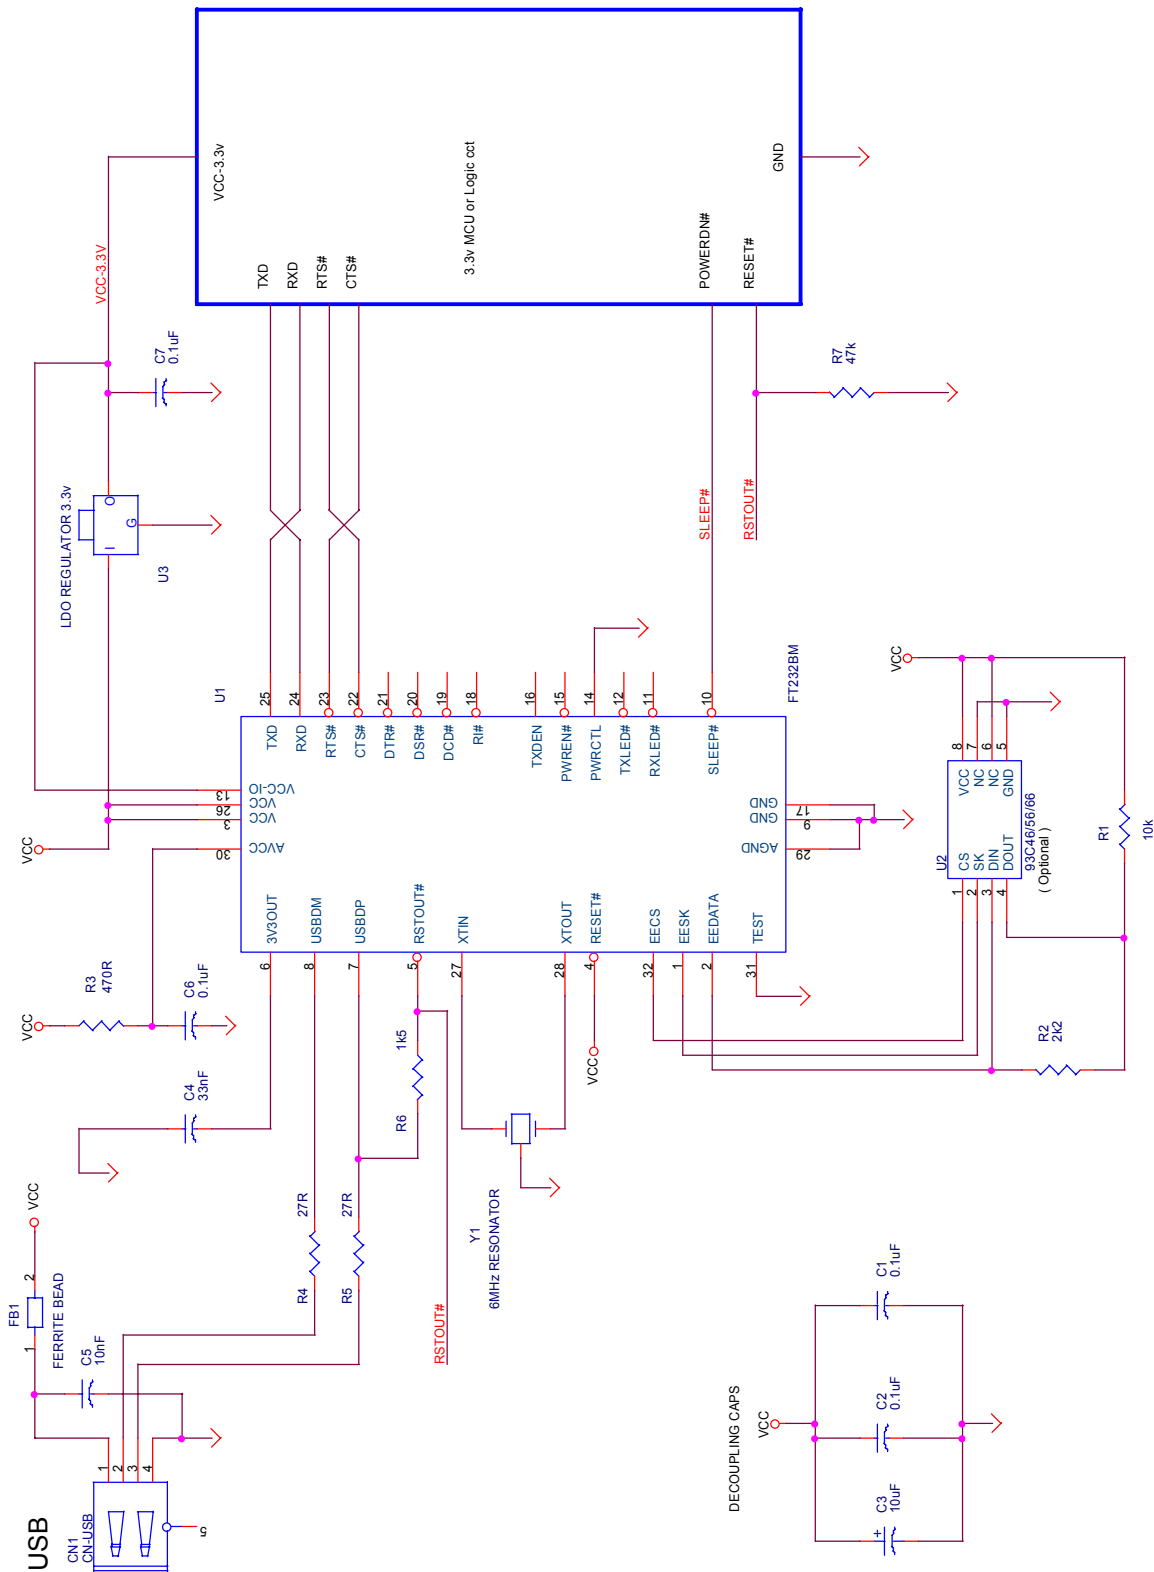 USB
CN1
CN-USB
1
2
3
4
5
C5
10nF
FB1
FERRITE BEAD
1
2
VCC
R4
27R
R5
27R
R6
1k5
RSTOUT#
Y1
6MHz RESONATOR
C4
33nF
VCC
R3
470R
C6
0.1uF
VCC
DECOUPLING CAPS
VCC
C3
10uF
+
C2
0.1uF
C1
0.1uF
U1
FT232BM
6
3V3OUT
8
USBDM
7
USBDP
5
RSTOUT#
27
XTIN
28
XTOUT
4
RESET#
VCC
32
EECS
1
EESK
2
EEDATA
31
TEST
30
AVCC
3
VCC
26
VCC
13
VCC-IO
29
AGND
9
GND
17
GND
25
TXD
24
RXD
23
RTS#
22
CTS#
21
DTR#
20
DSR#
19
DCD#
18
RI#
16
TXDEN
15
PWREN#
14
PWRCTL
12
TXLED#
11
RXLED#
10
SLEEP#
U2
93C46/56/66
( Optional )
1
CS
2
SK
3
DIN
4
DOUT
8
VCC
7
NC
6
NC
5
GND
VCC
R1
10k
R2
2k2
LDO REGULATOR 3.3v
I
O
G
U3
C7
0.1uF
VCC-3.3V
SLEEP#
RSTOUT#
R7
47k
VCC-3.3v
TXD
RXD
RTS#
CTS#
3.3v MCU or Logic cct
POWERDN#
RESET#
GND